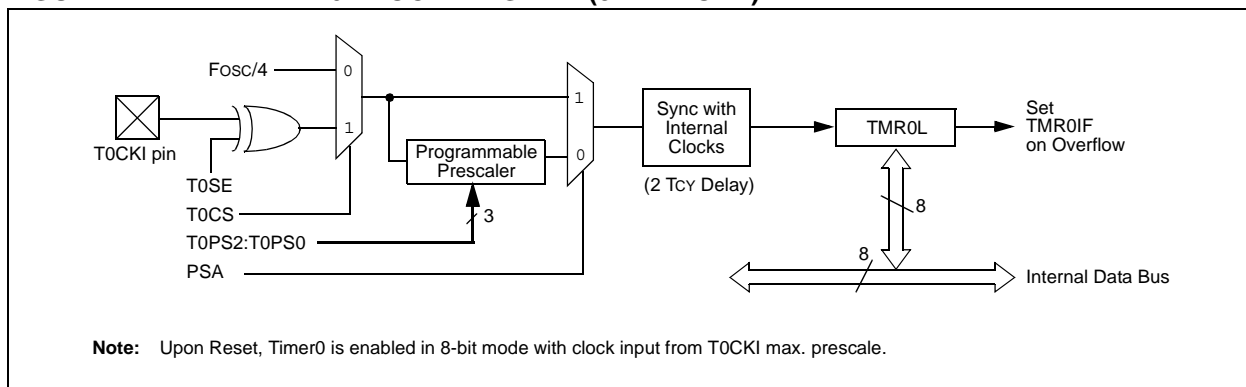 FOSC/4
0
1
T0CKI pin
T0SE
T0CS
T0PS2:T0PS0
PSA
Programmable
Prescaler
3
1
0
Sync with
Internal
Clocks
(2 TCY Delay)
TMR0L
Set
TMR0IF
on Overflow
8
8
Internal Data Bus
Note: Upon Reset, Timer0 is enabled in 8-bit mode with clock input from T0CKI max. prescale.